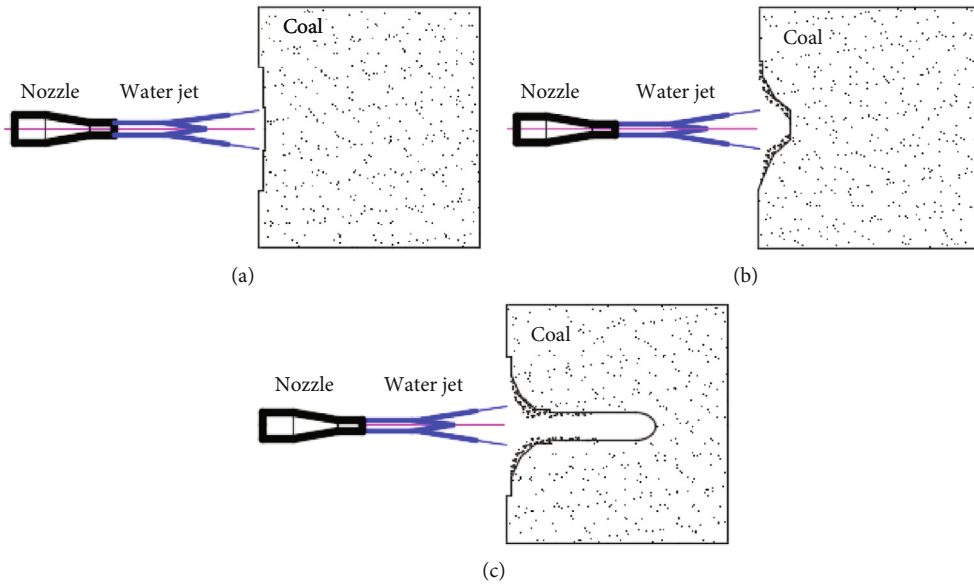 Coal
Nozzle
Water jet
(a)
Coal
Nozzle
Water jet
(b)
Coal
Nozzle
Water jet
(c)